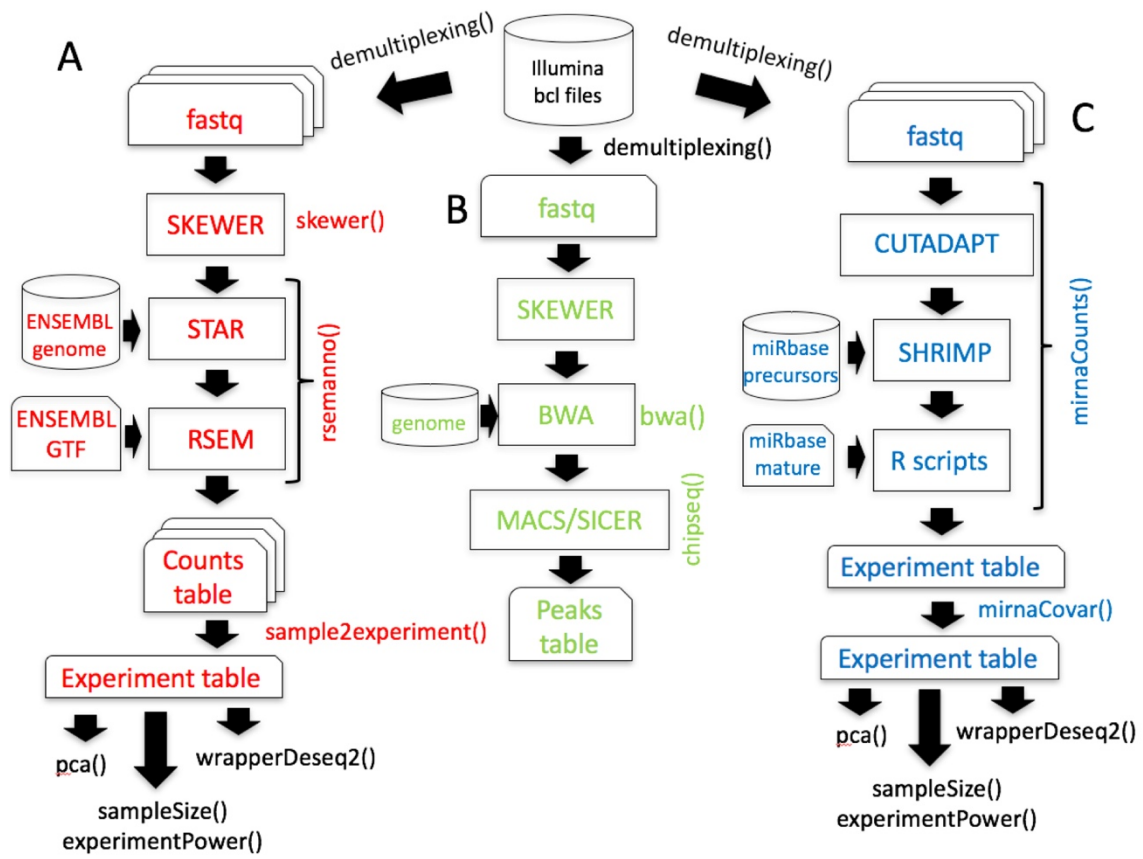 A
demultiplexing()
Illumina
bcl files
demultiplexing()
demultiplexing()
fastq
SKEWER
skewer()
ENSEMBL
genome
STAR
ENSEMBL
GTF
RSEM
rsemanno()
Counts
table
sample2experiment()
Experiment table
pca()
wrapperDeseq2()
sampleSize()
experimentPower()
B
fastq
SKEWER
genome
BWA
bwa()
MACS/SICER
chipseq()
Peaks
table
C
fastq
CUTADAPT
miRbase
precursors
SHRIMP
miRbase
mature
R scripts
mirnaCounts()
Experiment table
mirnaCovar()
Experiment table
pca()
wrapperDeseq2()
sampleSize()
experimentPower()